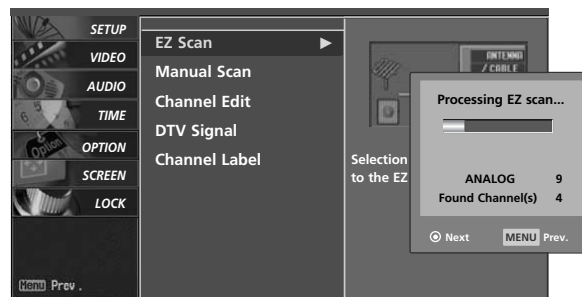 SETUP
VIDEO
AUDIO
TIME
OPTION
SCREEN
LOCK
Menu Prev.
EZ Scan ▶
Manual Scan
Channel Edit
DTV Signal
Channel Label
ANTENNA
/ CABLE
Selection
to the EZ
Processing EZ scan...
ANALOG 9
Found Channel(s) 4
Next MENU Prev.